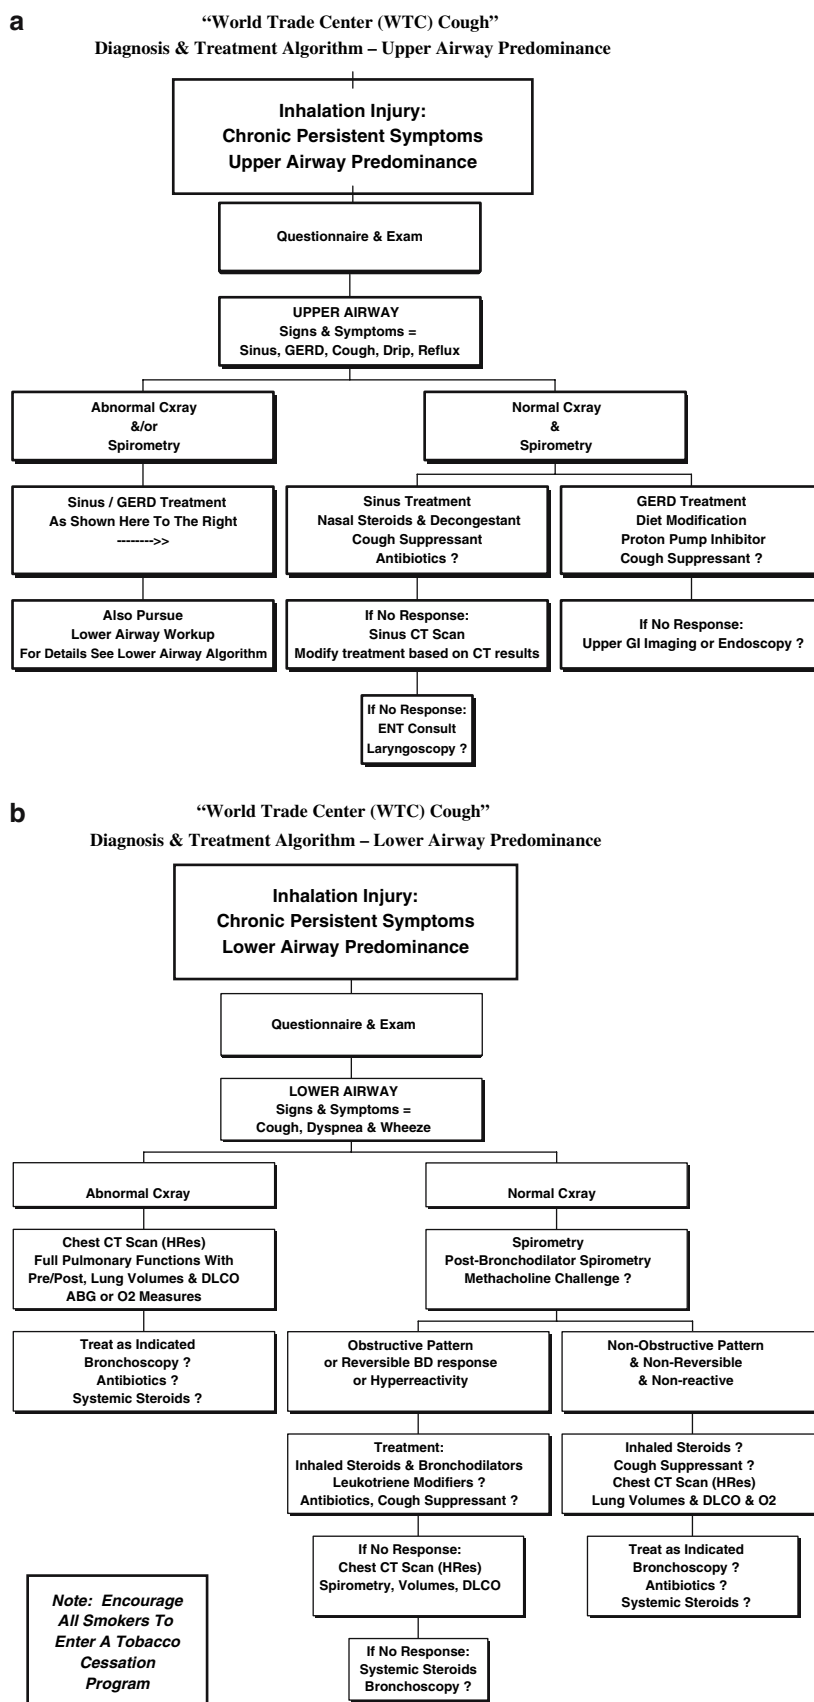 a
“World Trade Center (WTC) Cough”
Diagnosis & Treatment Algorithm – Upper Airway Predominance
Inhalation Injury:
Chronic Persistent Symptoms
Upper Airway Predominance
Questionnaire & Exam
UPPER AIRWAY
Signs & Symptoms =
Sinus, GERD, Cough, Drip, Reflux
Abnormal Cxray
&/or
Spirometry
Normal Cxray
&
Spirometry
Sinus / GERD Treatment
As Shown Here To The Right
-------->>
Sinus Treatment
Nasal Steroids & Decongestant
Cough Suppressant
Antibiotics ?
GERD Treatment
Diet Modification
Proton Pump Inhibitor
Cough Suppressant ?
Also Pursue
Lower Airway Workup
For Details See Lower Airway Algorithm
If No Response:
Sinus CT Scan
Modify treatment based on CT results
If No Response:
Upper GI Imaging or Endoscopy ?
If No Response:
ENT Consult
Laryngoscopy ?
b
“World Trade Center (WTC) Cough”
Diagnosis & Treatment Algorithm – Lower Airway Predominance
Inhalation Injury:
Chronic Persistent Symptoms
Lower Airway Predominance
Questionnaire & Exam
LOWER AIRWAY
Signs & Symptoms =
Cough, Dyspnea & Wheeze
Abnormal Cxray
Normal Cxray
Chest CT Scan (HRes)
Full Pulmonary Functions With
Pre/Post, Lung Volumes & DLCO
ABG or O2 Measures
Spirometry
Post-Bronchodilator Spirometry
Methacholine Challenge ?
Treat as Indicated
Bronchoscopy ?
Antibiotics ?
Systemic Steroids ?
Obstructive Pattern
or Reversible BD response
or Hyperreactivity
Non-Obstructive Pattern
& Non-Reversible
& Non-reactive
Treatment:
Inhaled Steroids & Bronchodilators
Leukotriene Modifiers ?
Antibiotics, Cough Suppressant ?
Inhaled Steroids ?
Cough Suppressant ?
Chest CT Scan (HRes)
Lung Volumes & DLCO & O2
If No Response:
Chest CT Scan (HRes)
Spirometry, Volumes, DLCO
Treat as Indicated
Bronchoscopy ?
Antibiotics ?
Systemic Steroids ?
If No Response:
Systemic Steroids
Bronchoscopy ?
Note: Encourage
All Smokers To
Enter A Tobacco
Cessation
Program